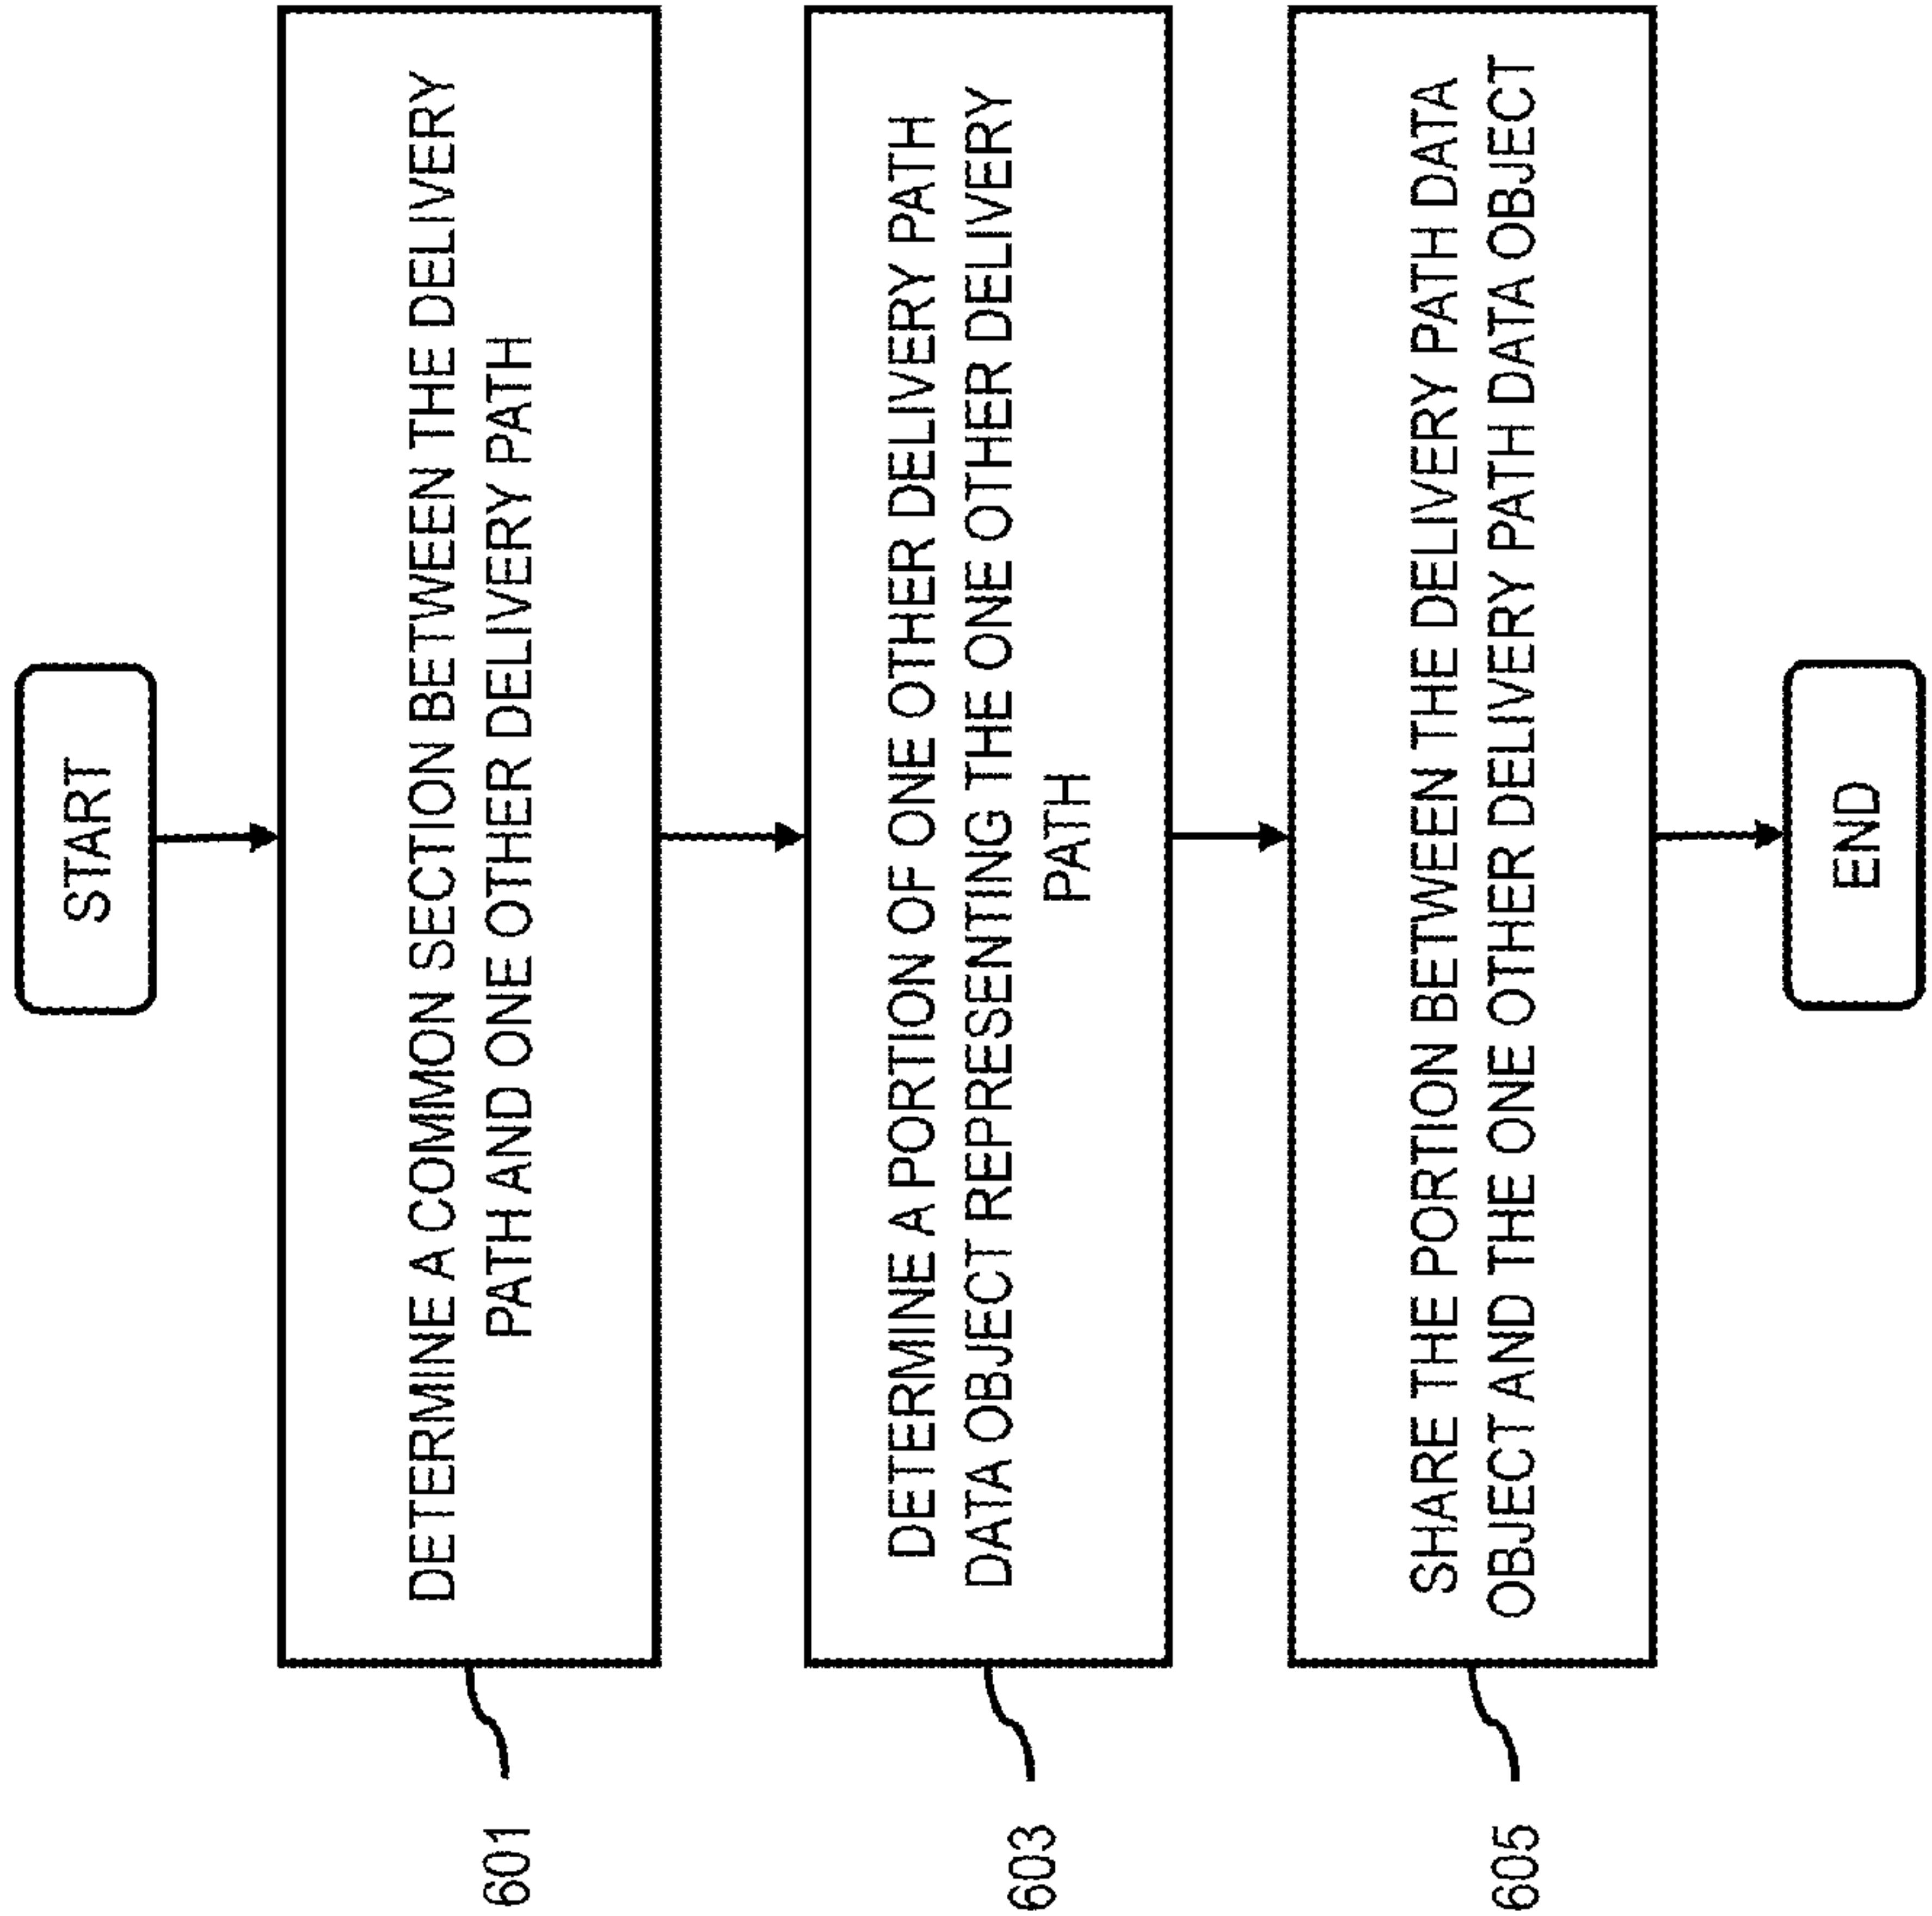 START
DETERMINE A COMMON SECTION BETWEEN THE DELIVERY
PATH AND ONE OTHER DELIVERY PATH
601
DETERMINE A PORTION OF ONE OTHER DELIVERY PATH
DATA OBJECT REPRESENTING THE ONE OTHER DELIVERY
PATH
603
SHARE THE PORTION BETWEEN THE DELIVERY PATH DATA
OBJECT AND THE ONE OTHER DELIVERY PATH DATA OBJECT
605
END